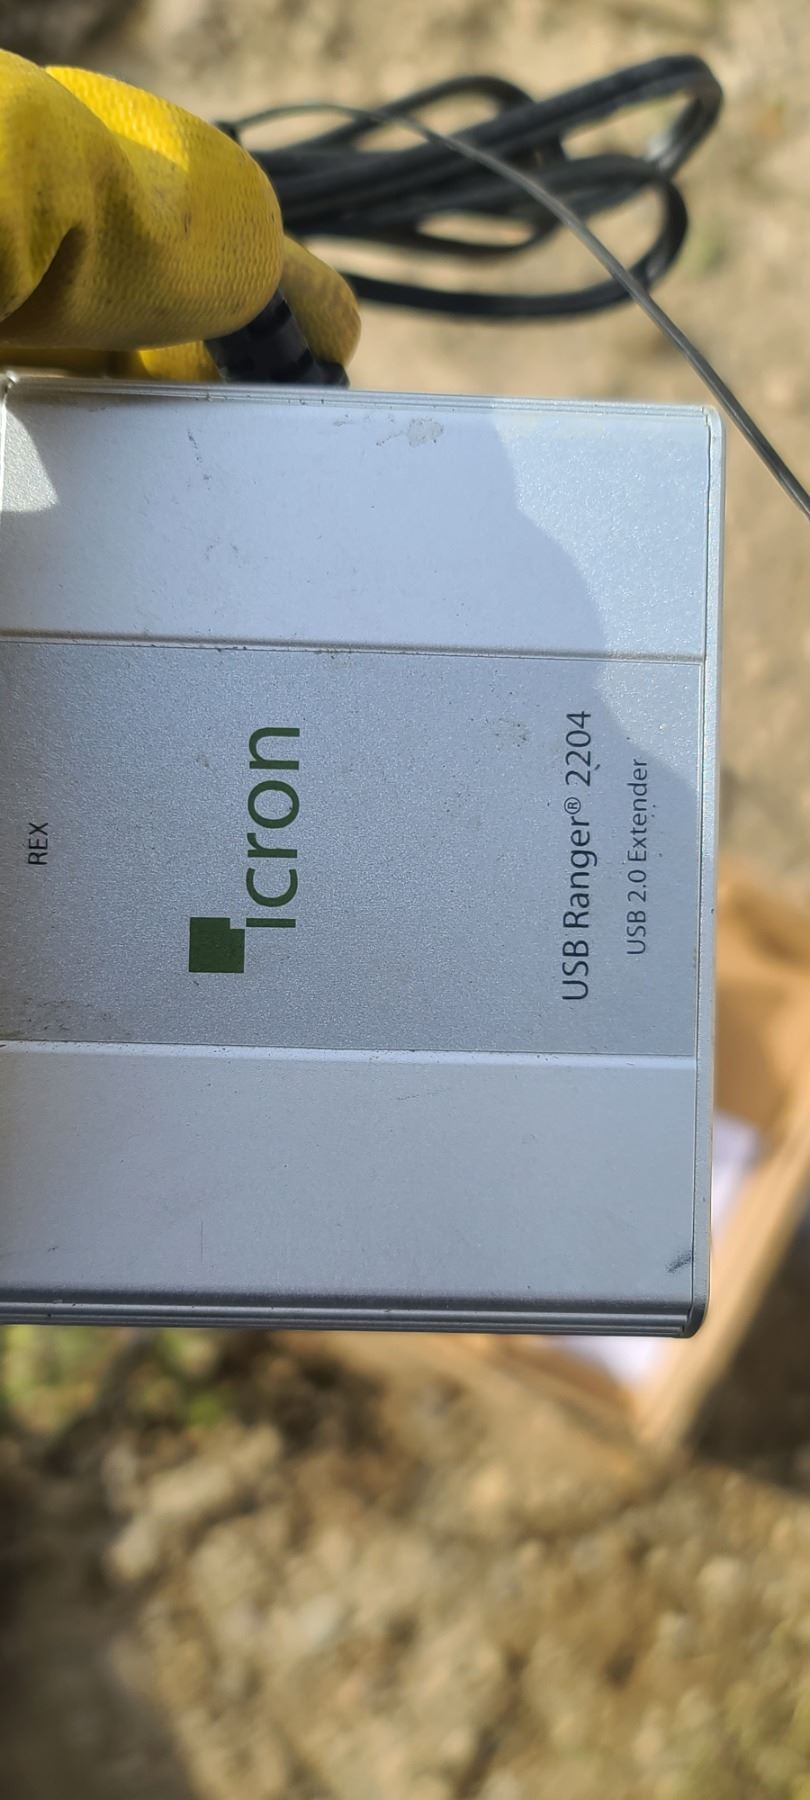 REX
icron
USB Ranger® 2204
USB 2.0 Extender